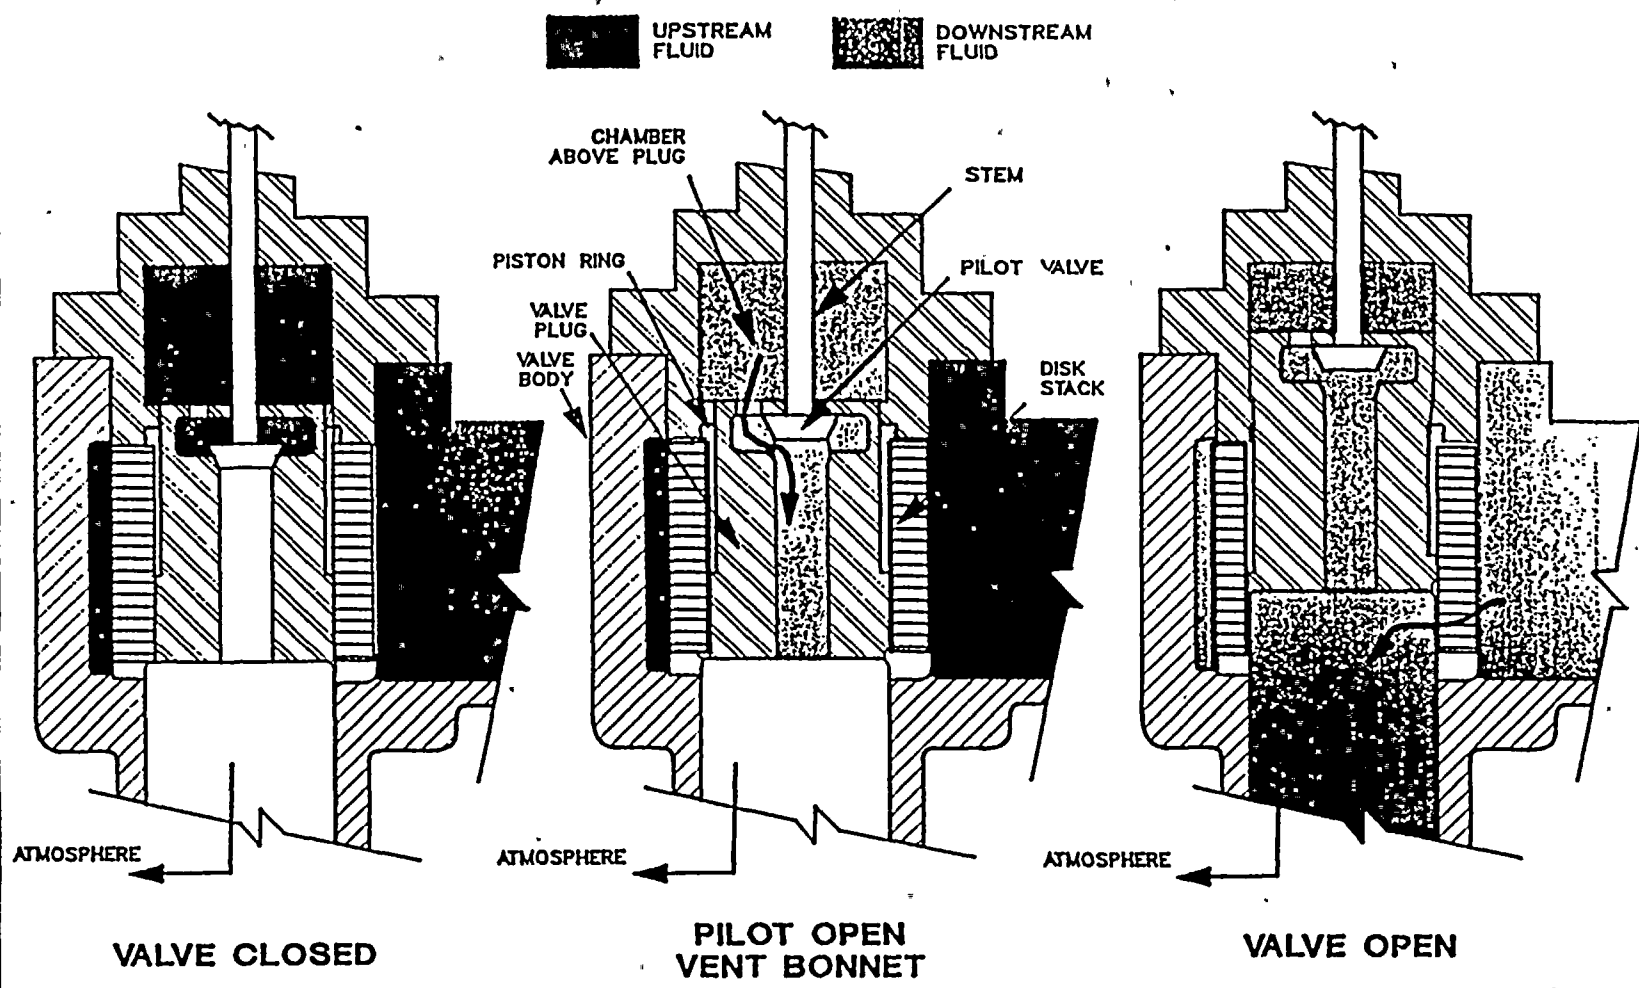 UPSTREAM
FLUID
DOWNSTREAM
FLUID
CHAMBER
ABOVE PLUG
STEM
PISTON RING
PILOT VALVE
VALVE
PLUG
VALVE
BODY
DISK
STACK
ATMOSPHERE
ATMOSPHERE
ATMOSPHERE
VALVE CLOSED
PILOT OPEN
VENT BONNET
VALVE OPEN